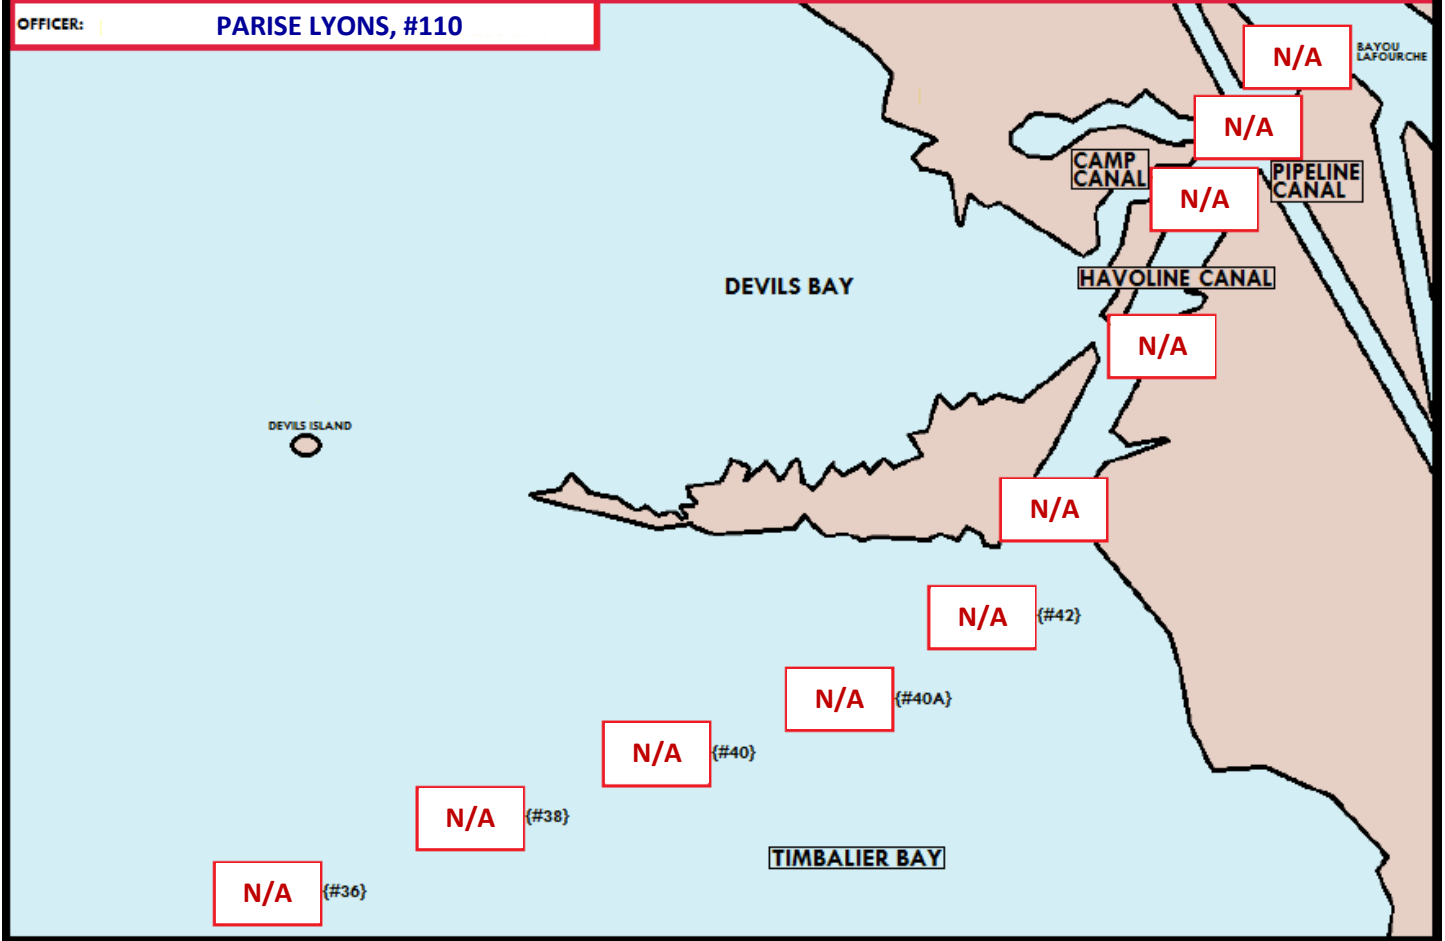 OFFICER: PARISE LYONS, #110
N/A
BAYOU
LAFOURCHE
N/A
CAMP
CANAL
PIPELINE
CANAL
N/A
HAVOLINE CANAL
DEVILS BAY
N/A
DEVILS ISLAND
N/A
N/A {#42}
N/A {#40A}
N/A {#40}
N/A {#38}
TIMBALIER BAY
N/A {#36}